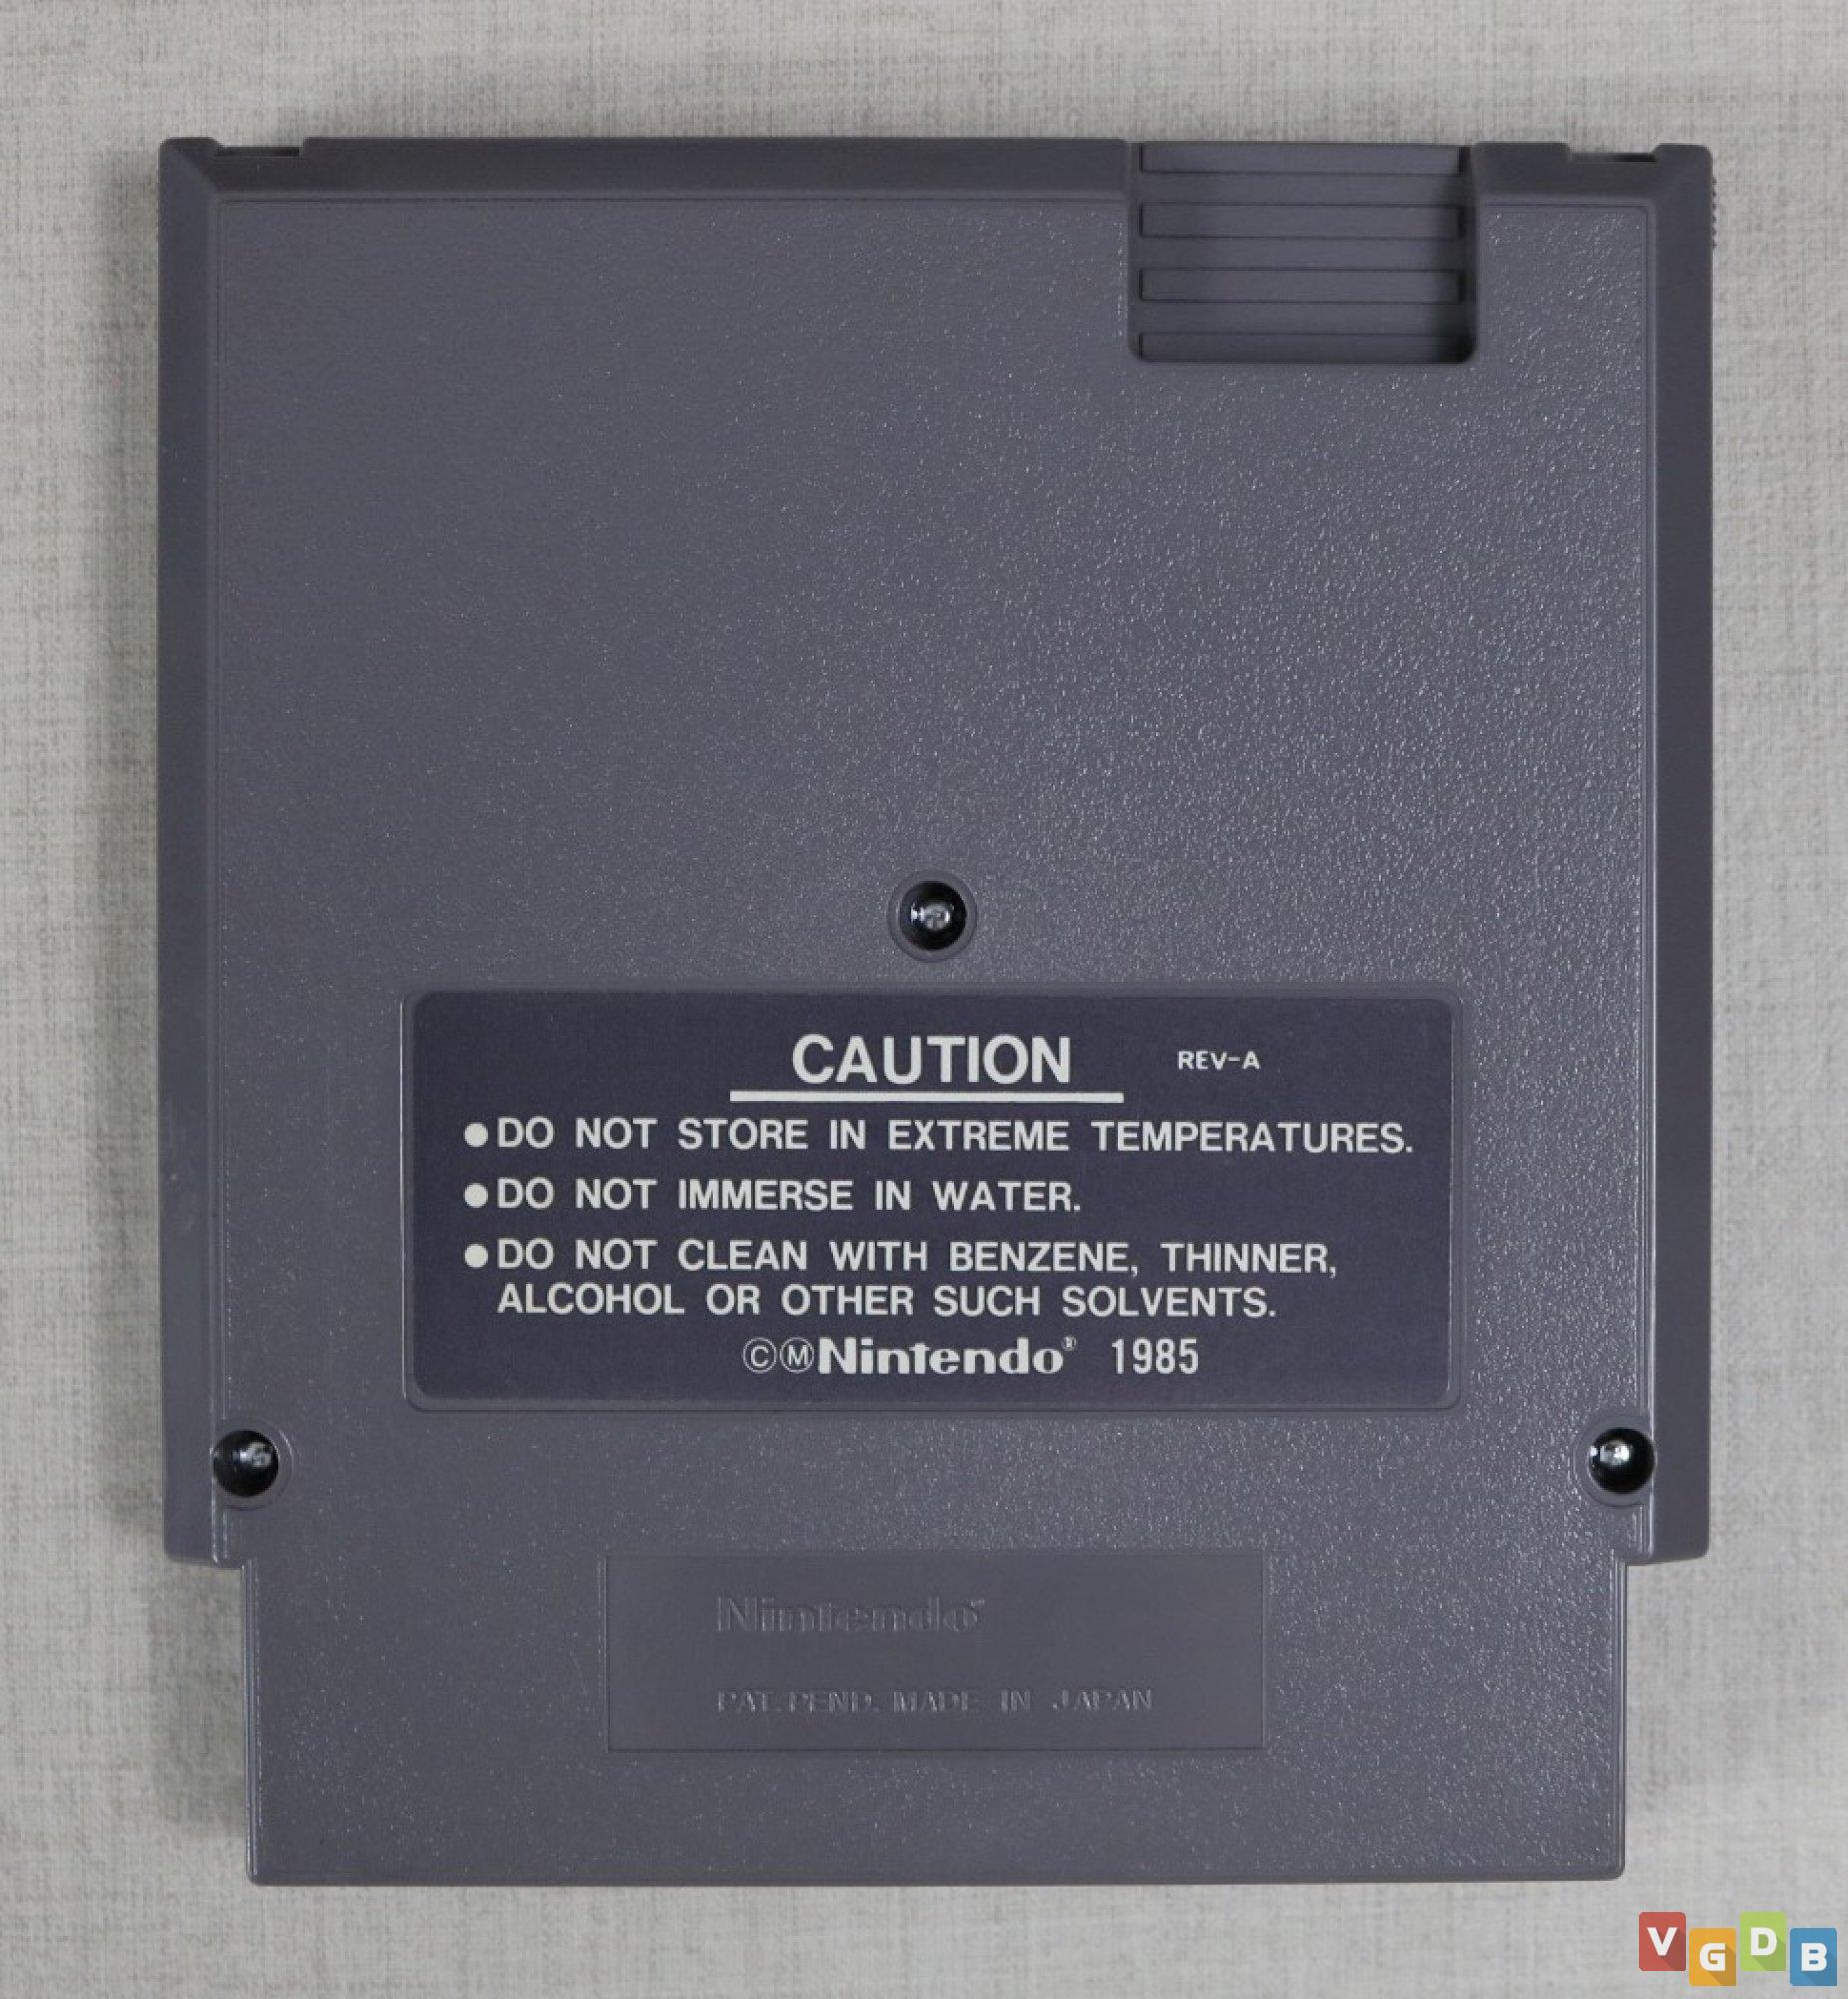 CAUTION REV-A
●DO NOT STORE IN EXTREME TEMPERATURES.
●DO NOT IMMERSE IN WATER.
●DO NOT CLEAN WITH BENZENE, THINNER,
ALCOHOL OR OTHER SUCH SOLVENTS.
©ⓂNintendo® 1985
Nintendo®
PAT. PEND. MADE IN JAPAN
VGDB